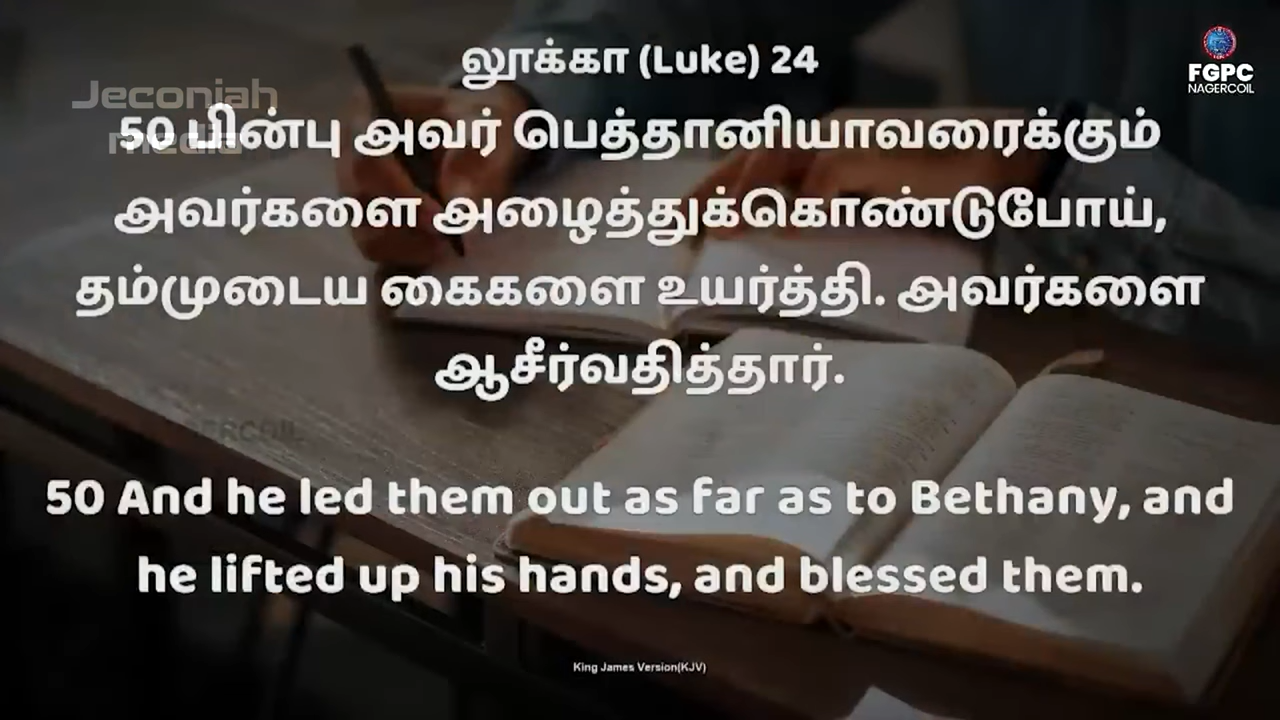 லூக்கா (Luke) 24
FGPC
NAGERCOIL
Jeconiah
media
50 பின்பு அவர் பெத்தானியாவரைக்கும்
அவர்களை அழைத்துக்கொண்டுபோய்,
தம்முடைய கைகளை உயர்த்தி. அவர்களை
ஆசீர்வதித்தார்.
50 And he led them out as far as to Bethany, and
he lifted up his hands, and blessed them.
King James Version(KJV)